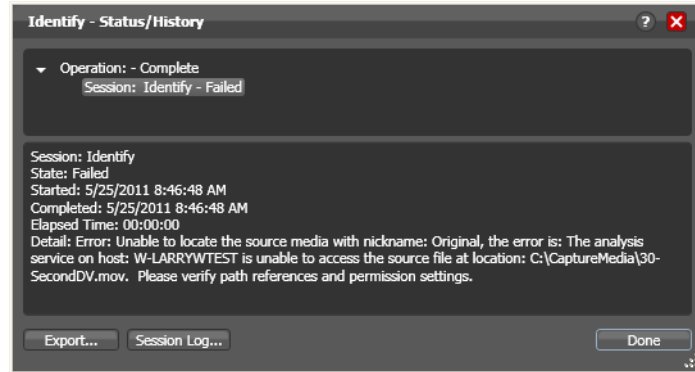 Identify - Status/History
?
Operation: - Complete
Session: Identify - Failed
Session: Identify
State: Failed
Started: 5/25/2011 8:46:48 AM
Completed: 5/25/2011 8:46:48 AM
Elapsed Time: 00:00:00
Detail: Error: Unable to locate the source media with nickname: Original, the error is: The analysis
service on host: W-LARRYWTEST is unable to access the source file at location: C:\CaptureMedia\30-
SecondDV.mov.  Please verify path references and permission settings.
Export...
Session Log...
Done